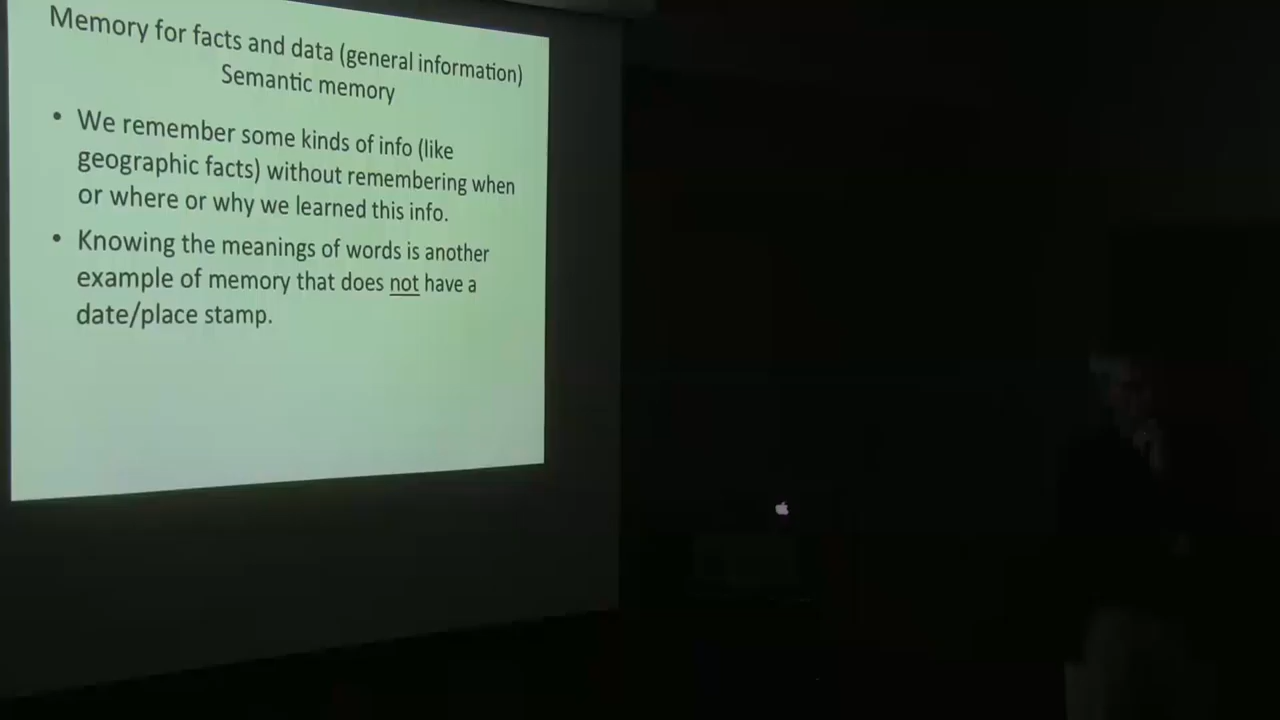 Memory for facts and data (general information)
Semantic memory
• We remember some kinds of info (like
geographic facts) without remembering when
or where or why we learned this info.
• Knowing the meanings of words is another
example of memory that does not have a
date/place stamp.